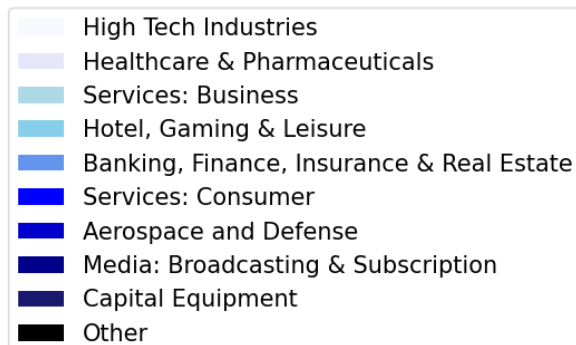 High Tech Industries
Healthcare & Pharmaceuticals
Services: Business
Hotel, Gaming & Leisure
Banking, Finance, Insurance & Real Estate
Services: Consumer
Aerospace and Defense
Media: Broadcasting & Subscription
Capital Equipment
Other